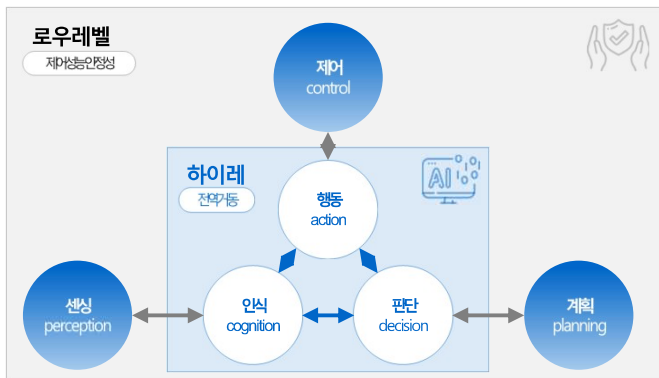 로우레벨
제어성능안정성
제어
control
하이레
전역거동
AI
행동
action
센싱
perception
인식
cognition
판단
decision
계획
planning